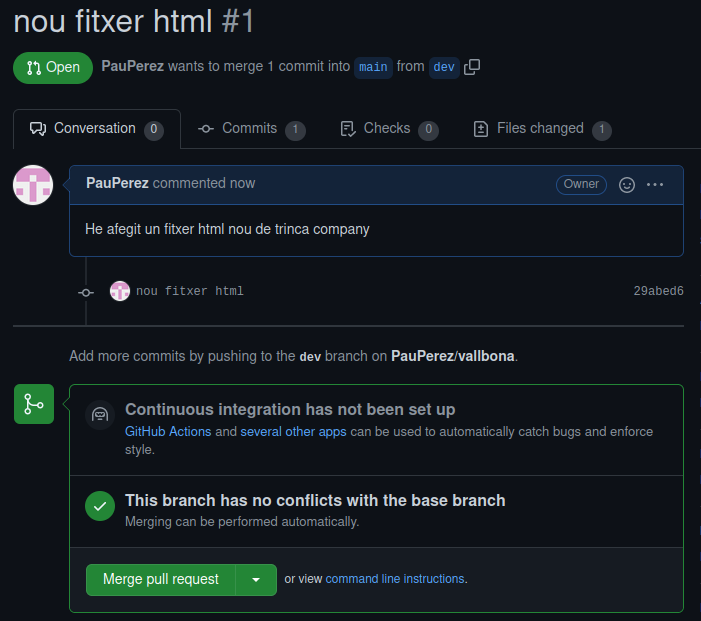 nou fitxer html #1
Open PauPerez wants to merge 1 commit into main from dev
Conversation 0 Commits 1 Checks 0 Files changed 1
PauPerez commented now Owner
He afegit un fitxer html nou de trinca company
nou fitxer html 29abed6
Add more commits by pushing to the dev branch on PauPerez/vallbona.
Continuous integration has not been set up
GitHub Actions and several other apps can be used to automatically catch bugs and enforce
style.
This branch has no conflicts with the base branch
Merging can be performed automatically.
Merge pull request or view command line instructions.